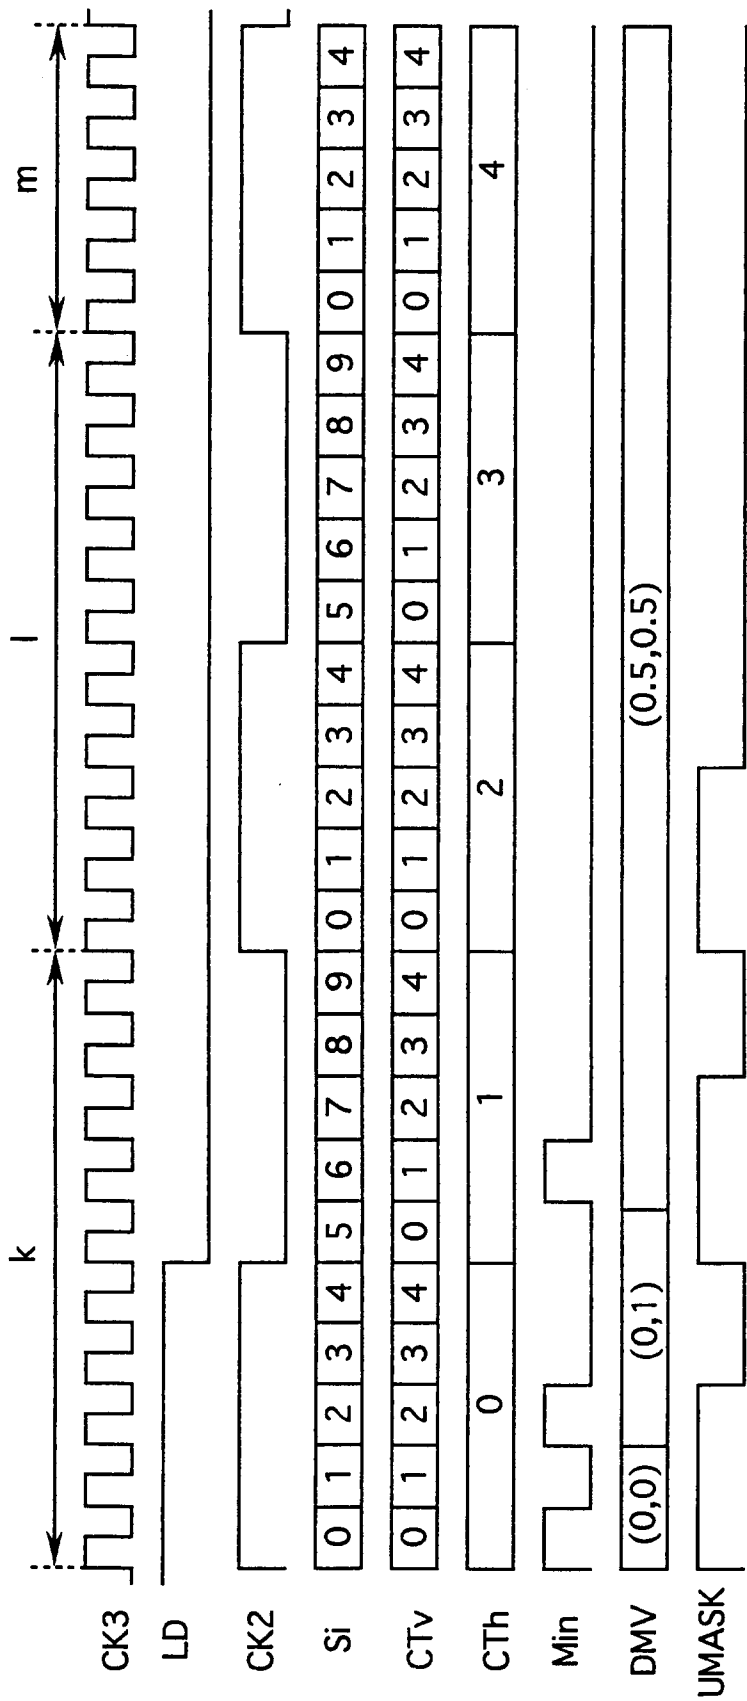 k l m
CK3
LD
CK2
Si 0 1 2 3 4 5 6 7 8 9 0 1 2 3 4 5 6 7 8 9 0 1 2 3 4
CTv 0 1 2 3 4 0 1 2 3 4 0 1 2 3 4 0 1 2 3 4 0 1 2 3 4
CTh 0 1 2 3 4
Min
DMV (0,0) (0,1) (0.5,0.5)
UMASK